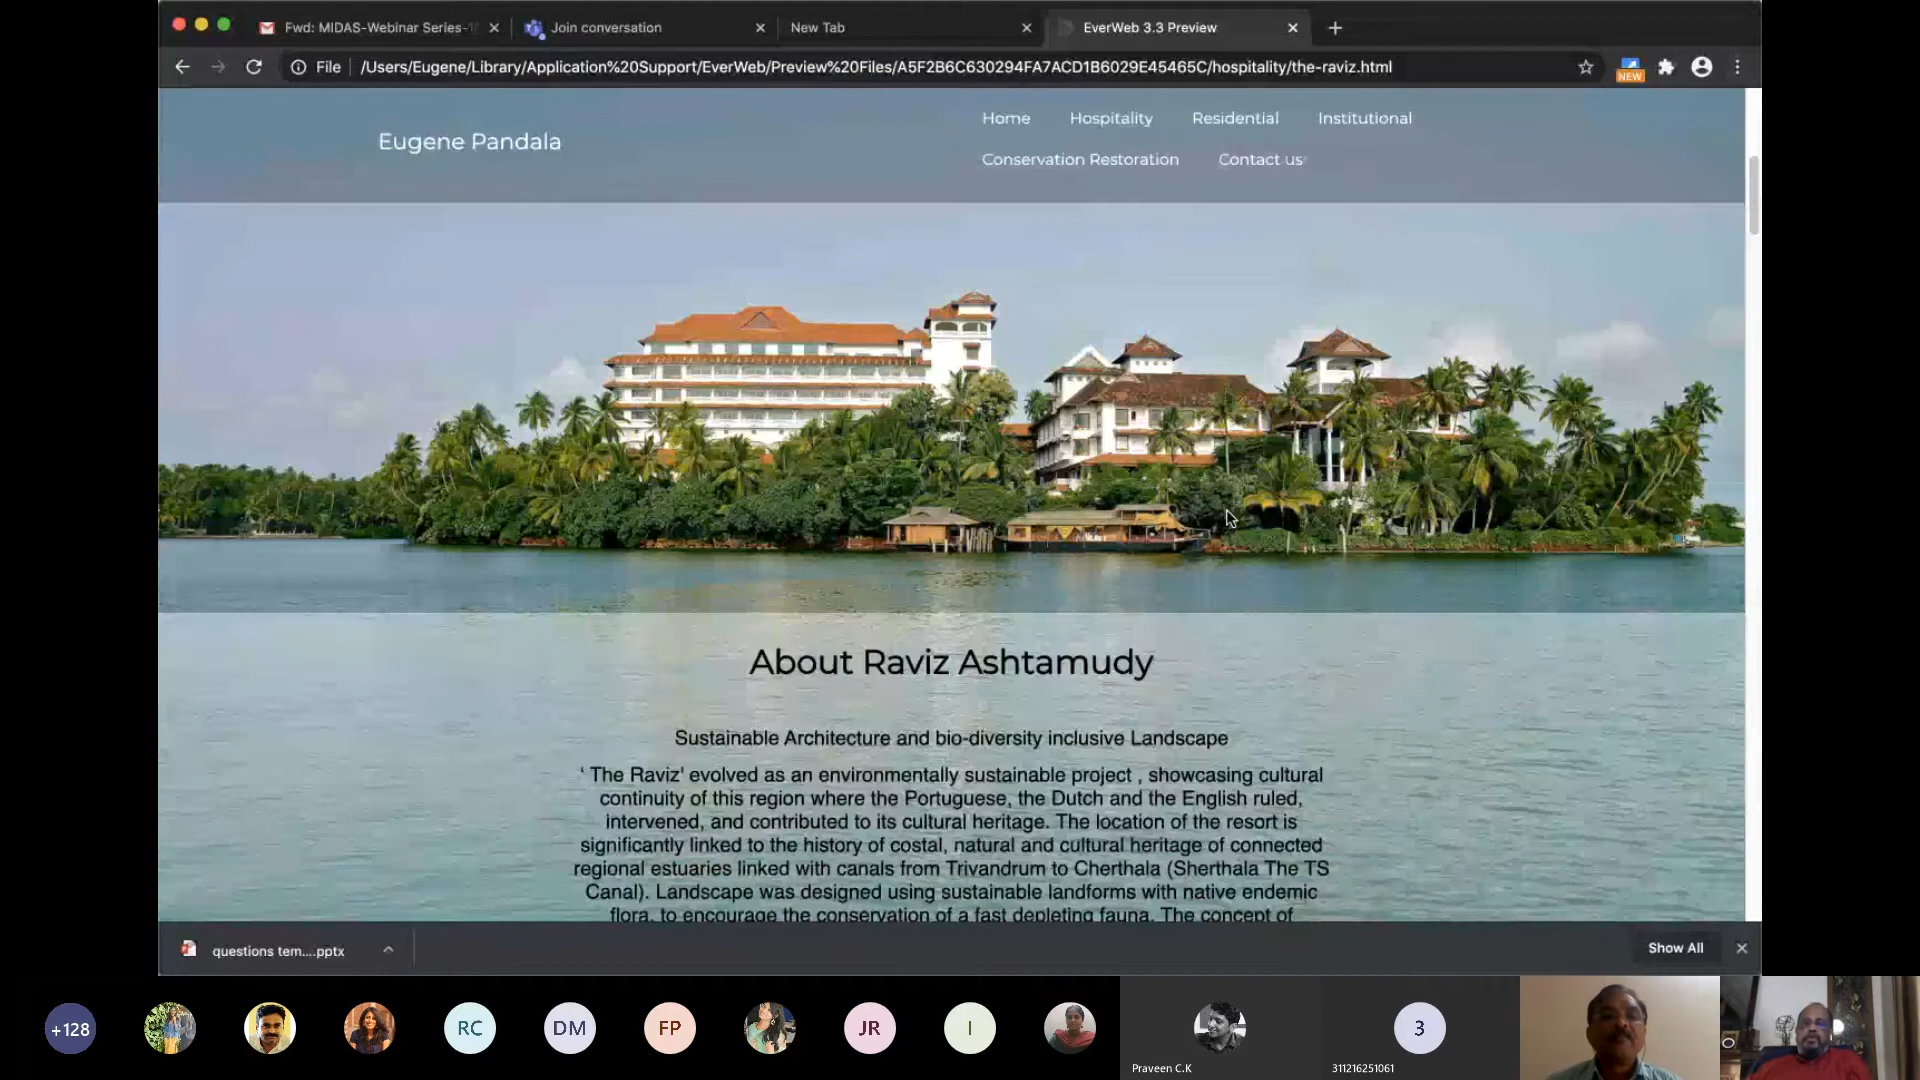 Fwd: MIDAS-Webinar Series-1
Join conversation
New Tab
EverWeb 3.3 Preview
File
/Users/Eugene/Library/Application%20Support/EverWeb/Preview%20Files/A5F2B6C630294FA7ACD1B6029E45465C/hospitality/the-raviz.html
NEW
Eugene Pandala
Home Hospitality Residential Institutional
Conservation Restoration Contact us
About Raviz Ashtamudy
Sustainable Architecture and bio-diversity inclusive Landscape
‘ The Raviz' evolved as an environmentally sustainable project , showcasing cultural
continuity of this region where the Portuguese, the Dutch and the English ruled,
intervened, and contributed to its cultural heritage. The location of the resort is
significantly linked to the history of costal, natural and cultural heritage of connected
regional estuaries linked with canals from Trivandrum to Cherthala (Sherthala The TS
Canal). Landscape was designed using sustainable landforms with native endemic
flora, to encourage the conservation of a fast depleting fauna. The concept of
questions tem....pptx
Show All
+128
RC
DM
FP
JR
I
3
Praveen C.K
311216251061